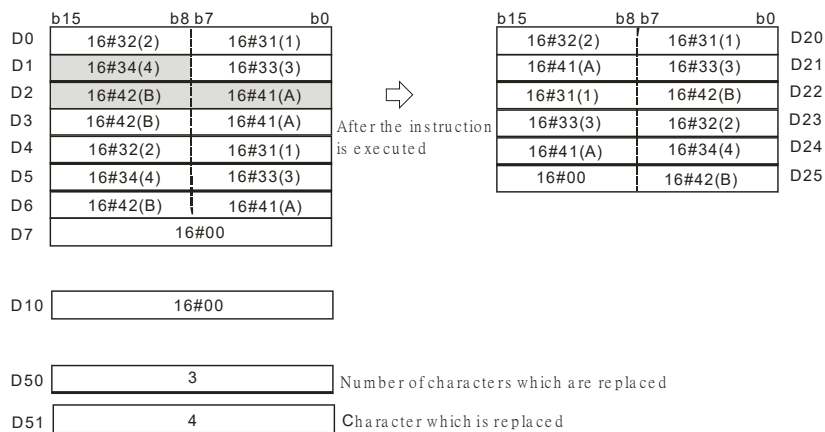 b15 b8 b7 b0 b15 b8 b7 b0
D0 16#32(2) 16#31(1) 16#32(2) 16#31(1) D20
D1 16#34(4) 16#33(3) 16#41(A) 16#33(3) D21
D2 16#42(B) 16#41(A) 16#31(1) 16#42(B) D22
D3 16#42(B) 16#41(A) After the instruction 16#33(3) 16#32(2) D23
D4 16#32(2) 16#31(1) is executed 16#41(A) 16#34(4) D24
D5 16#34(4) 16#33(3) 16#00 16#42(B) D25
D6 16#42(B) 16#41(A)
D7 16#00
D10 16#00
D50 3 Number of characters which are replaced
D51 4 Character which is replaced